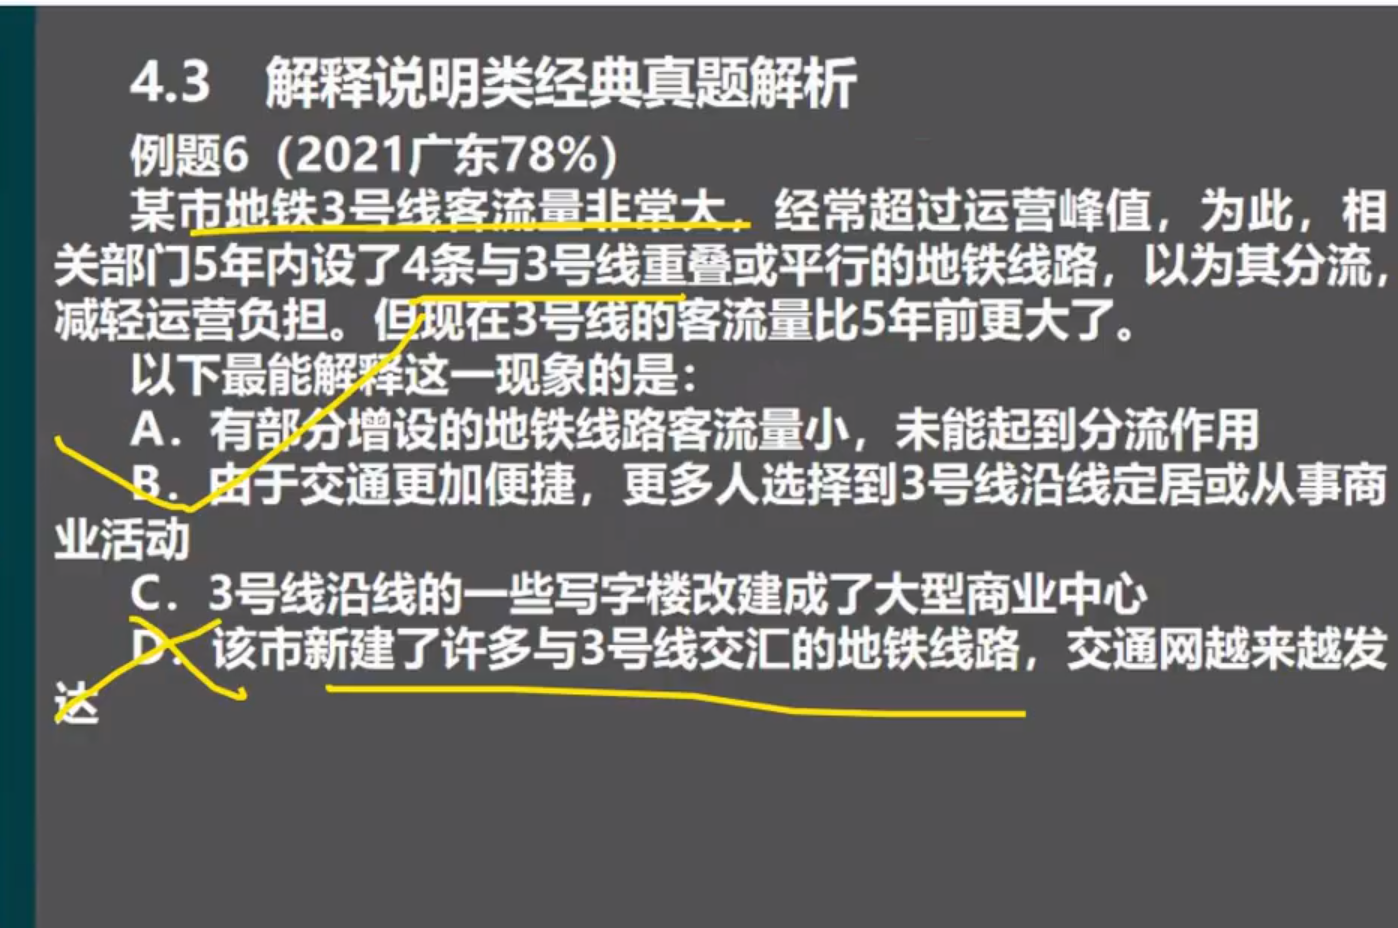 4.3 解释说明类经典真题解析
例题6（2021广东78%）
某市地铁3号线客流量非常大，经常超过运营峰值，为此，相
关部门5年内设了4条与3号线重叠或平行的地铁线路，以为其分流，
减轻运营负担。但现在3号线的客流量比5年前更大了。
以下最能解释这一现象的是：
A．有部分增设的地铁线路客流量小，未能起到分流作用
B．由于交通更加便捷，更多人选择到3号线沿线定居或从事商
业活动
C．3号线沿线的一些写字楼改建成了大型商业中心
D．该市新建了许多与3号线交汇的地铁线路，交通网越来越发
达